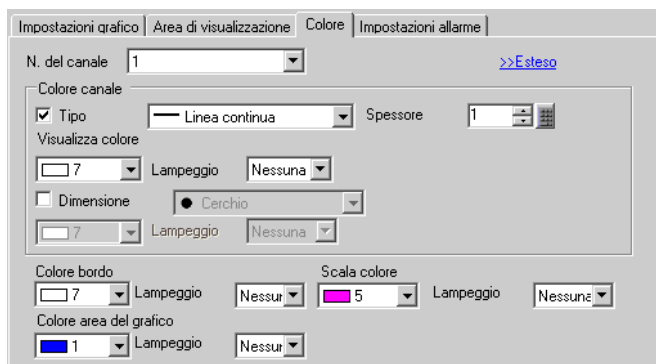 Impostazioni grafico Area di visualizzazione Colore Impostazioni allarme
N. del canale 1 >>Esteso
Colore canale
Tipo Linea continua Spessore 1
Visualizza colore
7 Lampeggio Nessuna
Dimensione Cerchio
7 Lampeggio Nessuna
Colore bordo Scala colore
7 Lampeggio Nessur 5 Lampeggio Nessuna
Colore area del grafico
1 Lampeggio Nessur